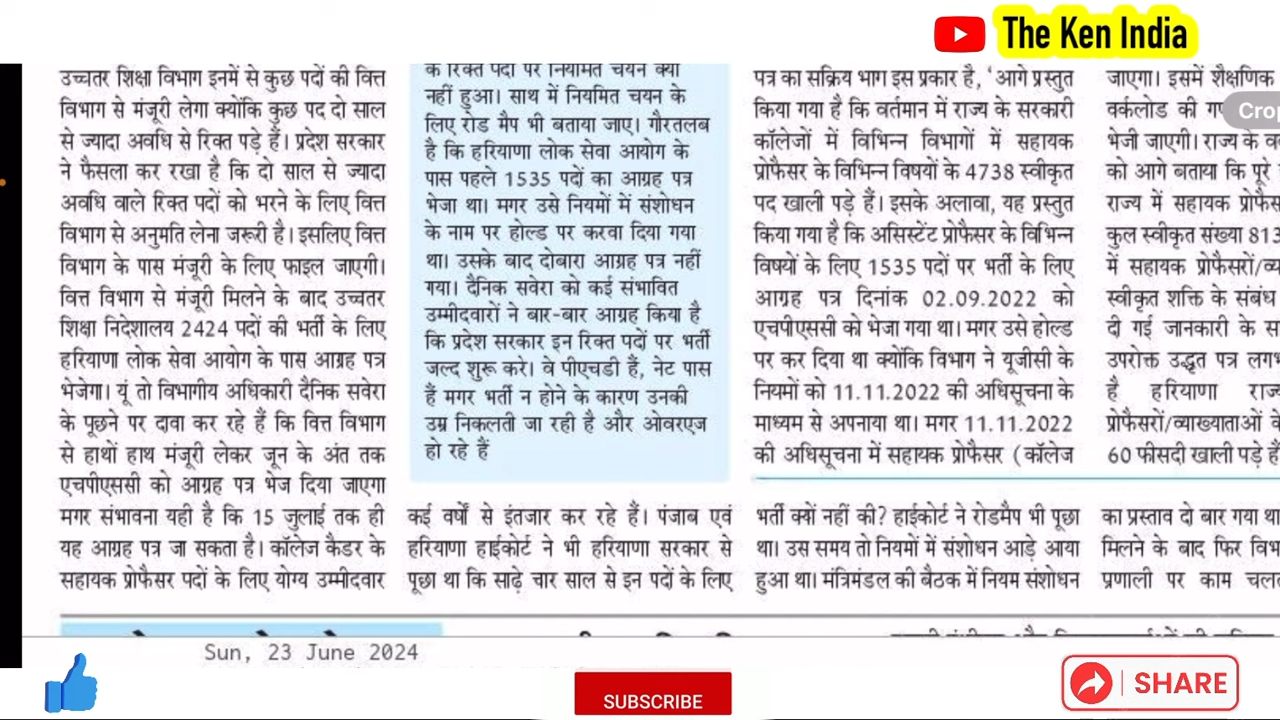 The Ken India
उच्चतर शिक्षा विभाग इनमें से कुछ पदों की वित्त
विभाग से मंजूरी लेगा क्योंकि कुछ पद दो साल
से ज्यादा अवधि से रिक्त पड़े हैं। प्रदेश सरकार
ने फैसला कर रखा है कि दो साल से ज्यादा
अवधि वाले रिक्त पदों को भरने के लिए वित्त
विभाग से अनुमति लेना जरूरी है। इसलिए वित्त
विभाग के पास मंजूरी के लिए फाइल जाएगी।
वित्त विभाग से मंजूरी मिलने के बाद उच्चतर
शिक्षा निदेशालय 2424 पदों की भर्ती के लिए
हरियाणा लोक सेवा आयोग के पास आग्रह पत्र
भेजेगा। यूं तो विभागीय अधिकारी दैनिक सवेरा
के पूछने पर दावा कर रहे हैं कि वित्त विभाग
से हाथों हाथ मंजूरी लेकर जून के अंत तक
एचपीएससी को आग्रह पत्र भेज दिया जाएगा
मगर संभावना यही है कि 15 जुलाई तक ही
यह आग्रह पत्र जा सकता है। कॉलेज कैडर के
सहायक प्रोफैसर पदों के लिए योग्य उम्मीदवार
के रिक्त पदों पर नियमित चयन क्यों
नहीं हुआ। साथ में नियमित चयन के
लिए रोड मैप भी बताया जाए। गौरतलब
है कि हरियाणा लोक सेवा आयोग के
पास पहले 1535 पदों का आग्रह पत्र
भेजा था। मगर उसे नियमों में संशोधन
के नाम पर होल्ड पर करवा दिया गया
था। उसके बाद दोबारा आग्रह पत्र नहीं
गया। दैनिक सवेरा को कई संभावित
उम्मीदवारों ने बार-बार आग्रह किया है
कि प्रदेश सरकार इन रिक्त पदों पर भर्ती
जल्द शुरू करे। वे पीएचडी हैं, नेट पास
हैं मगर भर्ती न होने के कारण उनकी
उम्र निकलती जा रही है और ओवरएज
हो रहे हैं
कई वर्षों से इंतजार कर रहे हैं। पंजाब एवं
हरियाणा हाईकोर्ट ने भी हरियाणा सरकार से
पूछा था कि साढ़े चार साल से इन पदों के लिए
पत्र का सक्रिय भाग इस प्रकार है, 'आगे प्रस्तुत
किया गया है कि वर्तमान में राज्य के सरकारी
कॉलेजों में विभिन्न विभागों में सहायक
प्रोफेसर के विभिन्न विषयों के 4738 स्वीकृत
पद खाली पड़े हैं। इसके अलावा, यह प्रस्तुत
किया गया है कि असिस्टेंट प्रोफेसर के विभिन्न
विषयों के लिए 1535 पदों पर भर्ती के लिए
आग्रह पत्र दिनांक 02.09.2022 को
एचपीएससी को भेजा गया था। मगर उसे होल्ड
पर कर दिया था क्योंकि विभाग ने यूजीसी के
नियमों को 11.11.2022 की अधिसूचना के
माध्यम से अपनाया था। मगर 11.11.2022
की अधिसूचना में सहायक प्रोफैसर (कॉलेज
भर्ती क्यों नहीं की? हाईकोर्ट ने रोडमैप भी पूछा
था। उस समय तो नियमों में संशोधन आड़े आया
हुआ था। मंत्रिमंडल की बैठक में नियम संशोधन
जाएगा। इसमें शैक्षणिक
वर्कलोड की
भेजी जाएगी। राज्य के
को आगे बताया कि पूरे
राज्य में सहायक
कुल स्वीकृत संख्या 813
में सहायक
स्वीकृत शक्ति के संबंध
दी गई जानकारी के
उपरोक्त उद्धृत पत्र
है हरियाणा
प्रोफैसरों/व्याख्याताओं
60 फीसदी खाली पड़े
का प्रस्ताव दो बार गया
मिलने के बाद फिर
प्रणाली पर काम
Cro
Sun, 23 June 2024
SUBSCRIBE
SHARE